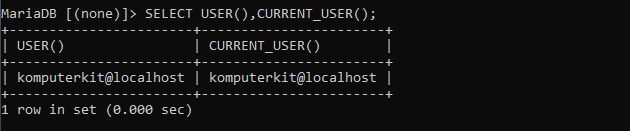 MariaDB [(none)]> SELECT USER(),CURRENT_USER();
+-----------------------+-----------------------+
| USER()                | CURRENT_USER()        |
+-----------------------+-----------------------+
| komputerkit@localhost | komputerkit@localhost |
+-----------------------+-----------------------+
1 row in set (0.000 sec)